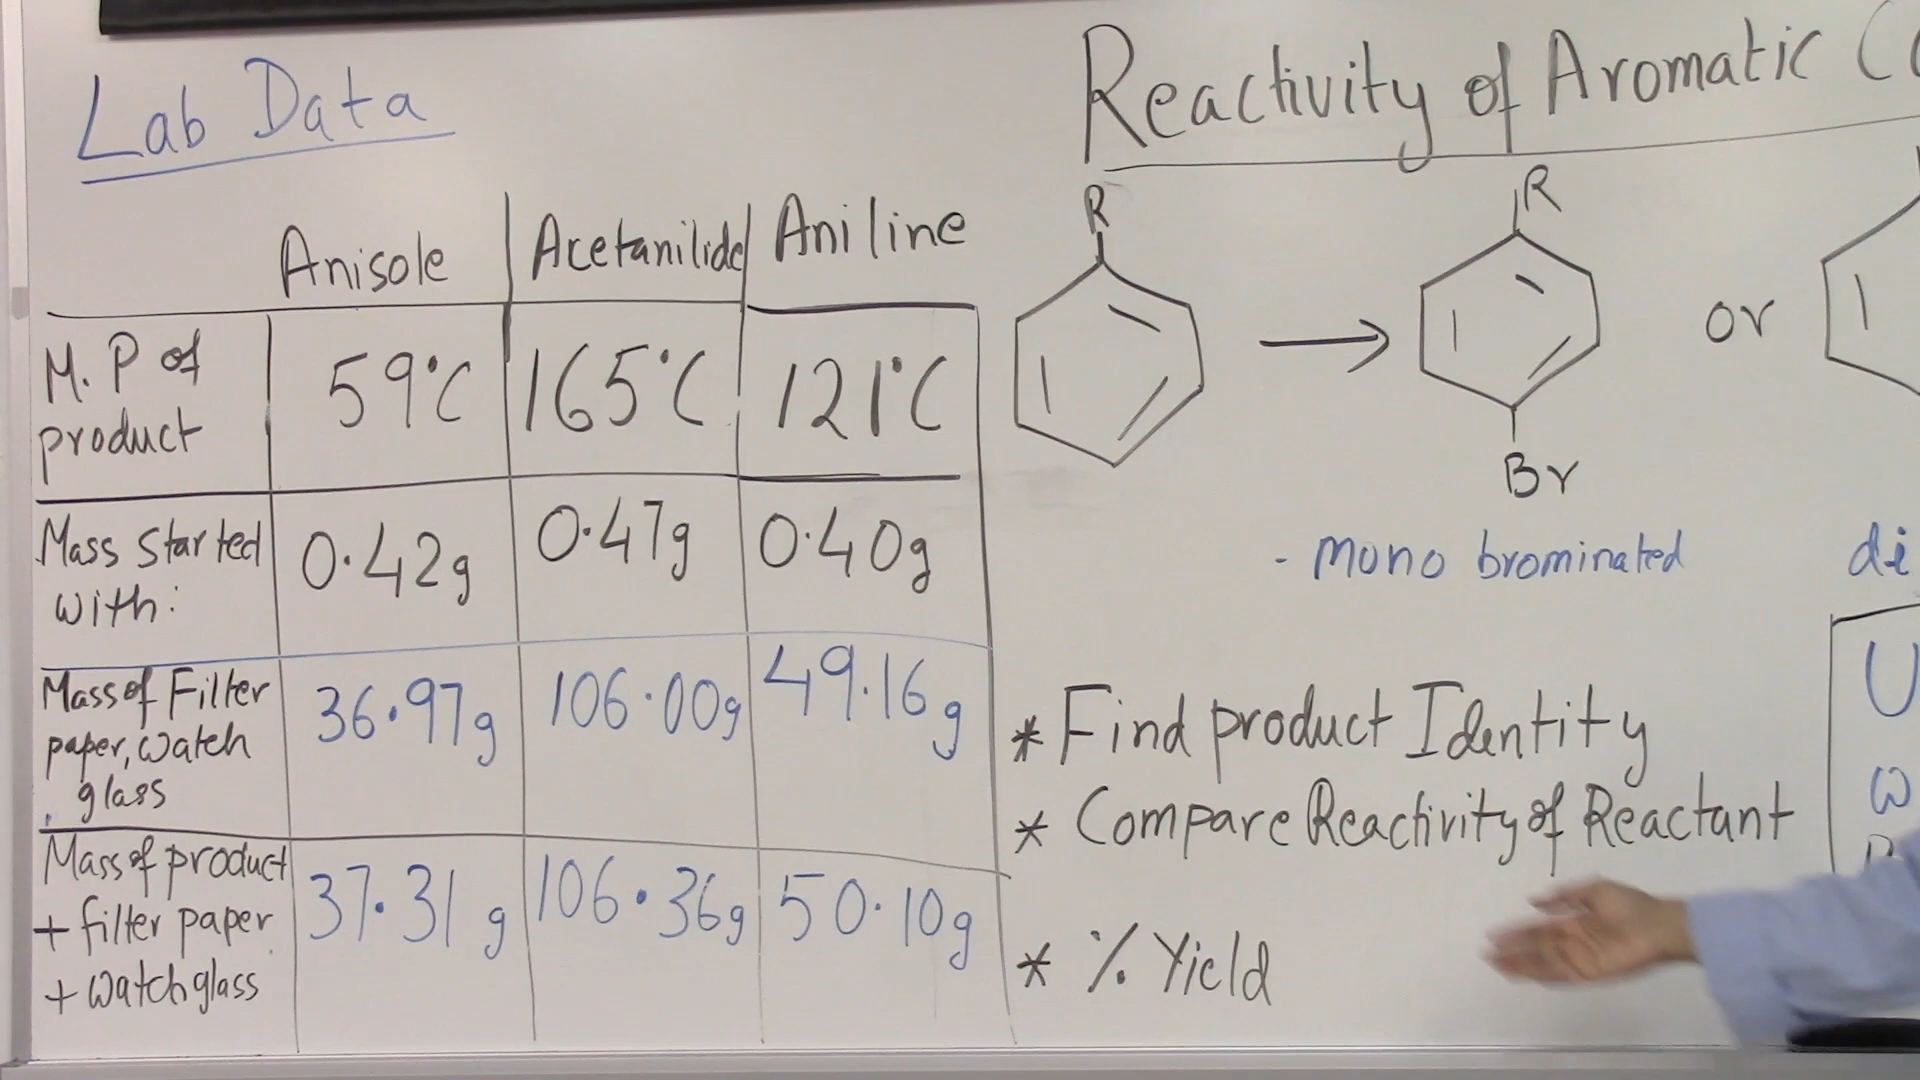 Lab Data
Anisole Acetanilide Aniline
M.P of product 59°C 165°C 121°C
Mass started with: 0.42g 0.47g 0.40g
Mass of Filter paper, watch glass 36.97g 106.00g 49.16g
Mass of product + filter paper + watchglass 37.31g 106.36g 50.10g
Reactivity of Aromatic
R
R
or
Br
- mono brominated
di
* Find product Identity
* Compare Reactivity of Reactant
* % Yield
U
w